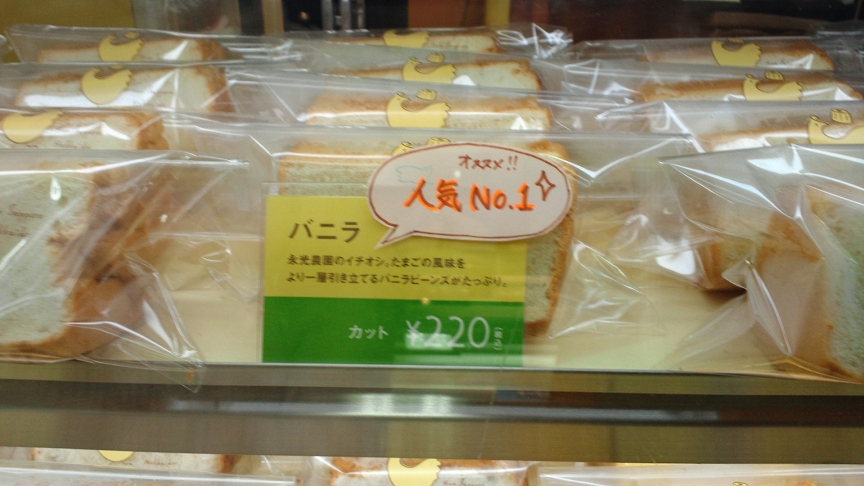 オススメ!!
人気 No.1
バニラ
永光農園のイチオシ。たまごの風味を
より一層引き立てるバニラビーンズがたっぷり。
カット ¥220(税込)